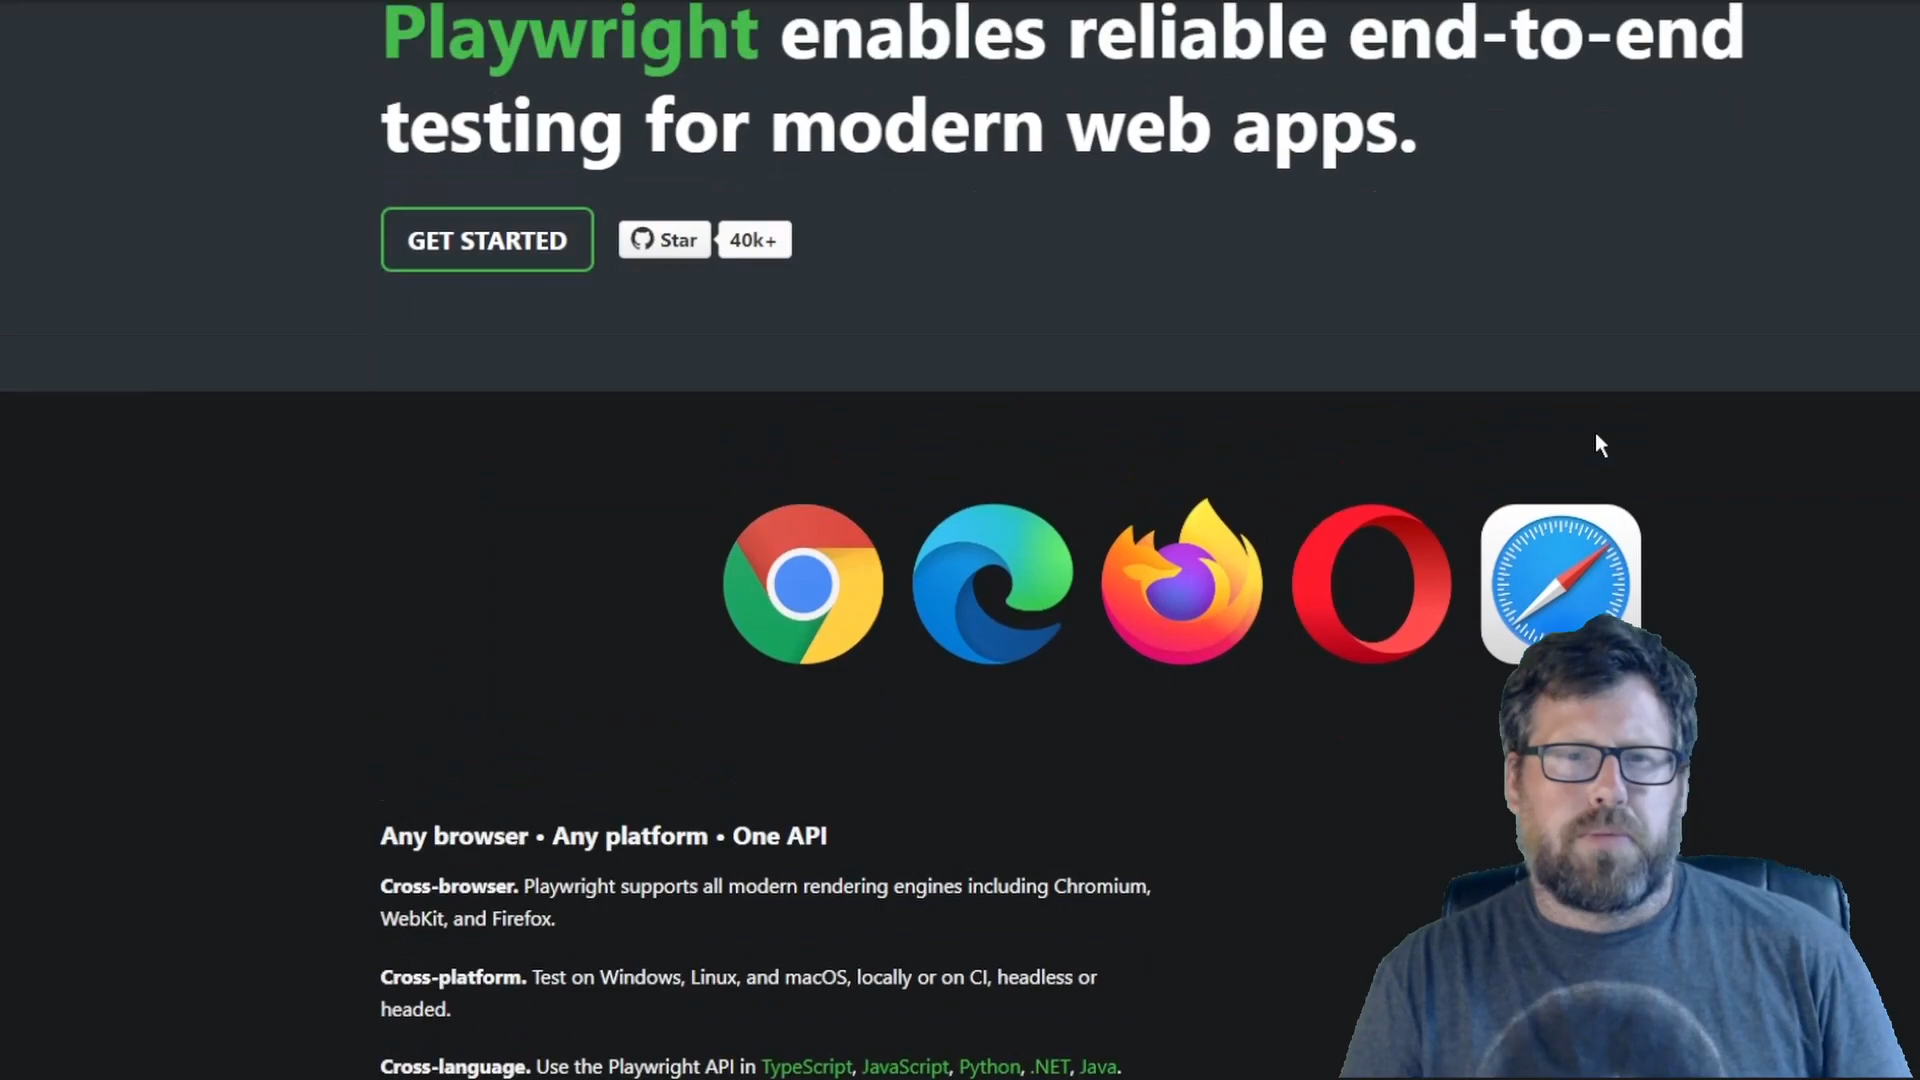 Playwright enables reliable end-to-end
testing for modern web apps.
GET STARTED
Star
40k+
Any browser • Any platform • One API
Cross-browser. Playwright supports all modern rendering engines including Chromium,
WebKit, and Firefox.
Cross-platform. Test on Windows, Linux, and macOS, locally or on CI, headless or
headed.
Cross-language. Use the Playwright API in TypeScript, JavaScript, Python, .NET, Java.